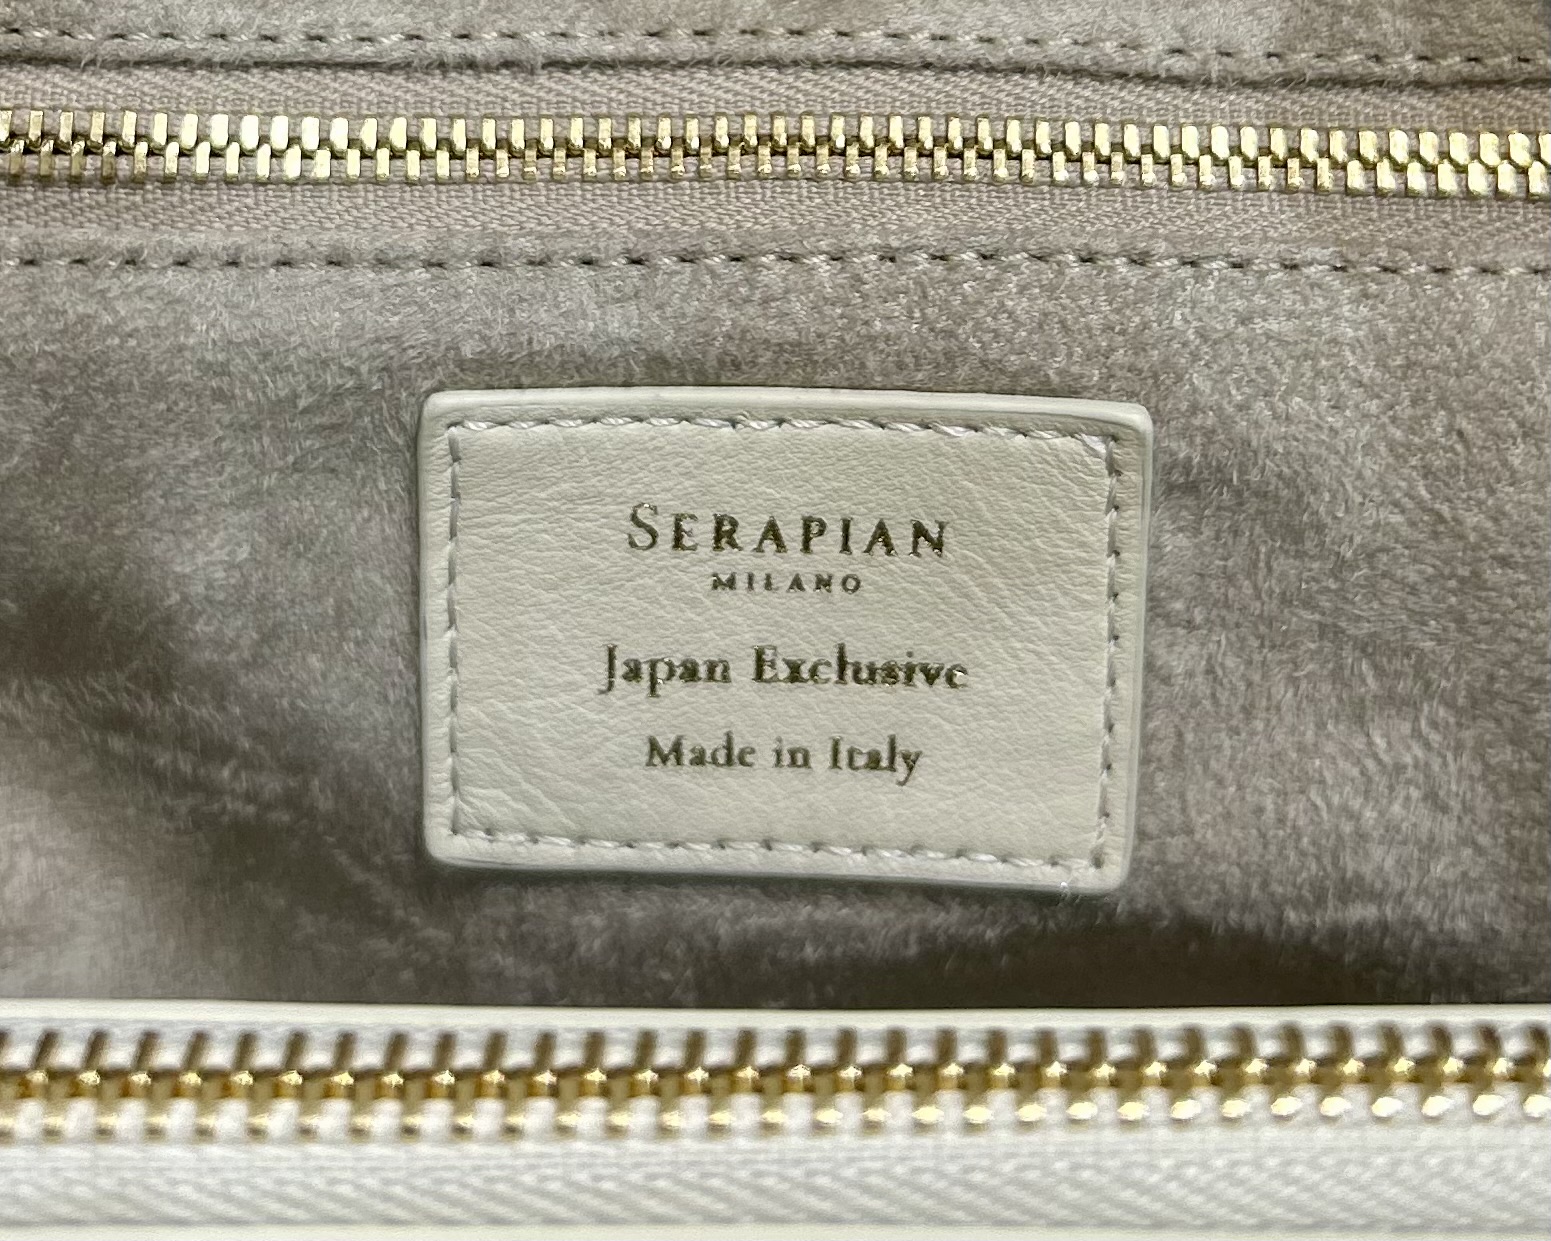 SERAPIAN
MILANO
Japan Exclusive
Made in Italy